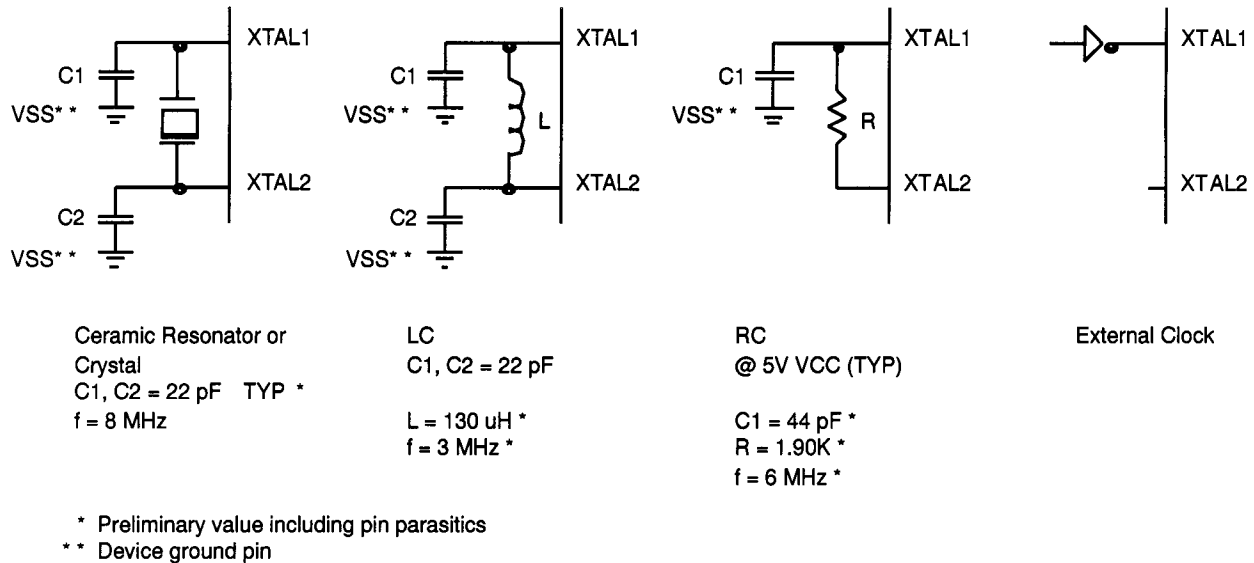 XTAL1
C1
VSS* *
XTAL2
C2
VSS* *
XTAL1
C1
VSS* *
L
XTAL2
C2
VSS* *
XTAL1
C1
VSS* *
R
XTAL2
XTAL1
XTAL2
Ceramic Resonator or
Crystal
C1, C2 = 22 pF TYP *
f = 8 MHz
LC
C1, C2 = 22 pF
L = 130 uH *
f = 3 MHz *
RC
@ 5V VCC (TYP)
C1 = 44 pF *
R = 1.90K *
f = 6 MHz *
External Clock
* Preliminary value including pin parasitics
* * Device ground pin